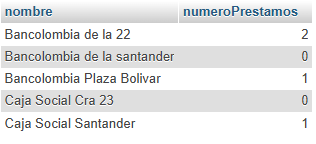 nombre numeroPrestamos
Bancolombia de la 22 2
Bancolombia de la santander 0
Bancolombia Plaza Bolivar 1
Caja Social Cra 23 0
Caja Social Santander 1